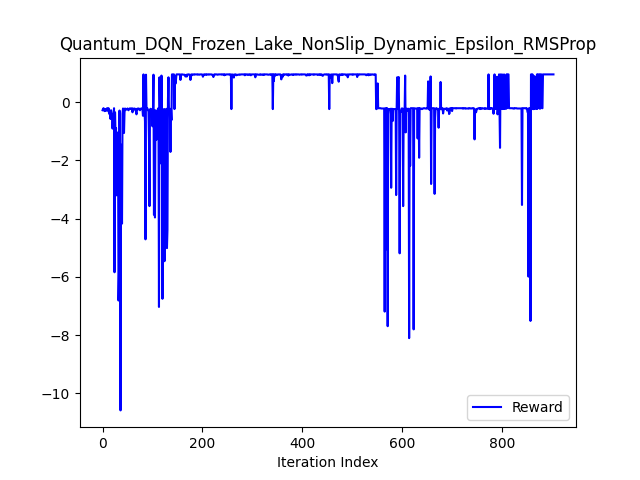 Quantum_DQN_Frozen_Lake_NonSlip_Dynamic_Epsilon_RMSProp
0
−2
−4
−6
−8
−10
Reward
0 200 400 600 800
Iteration Index